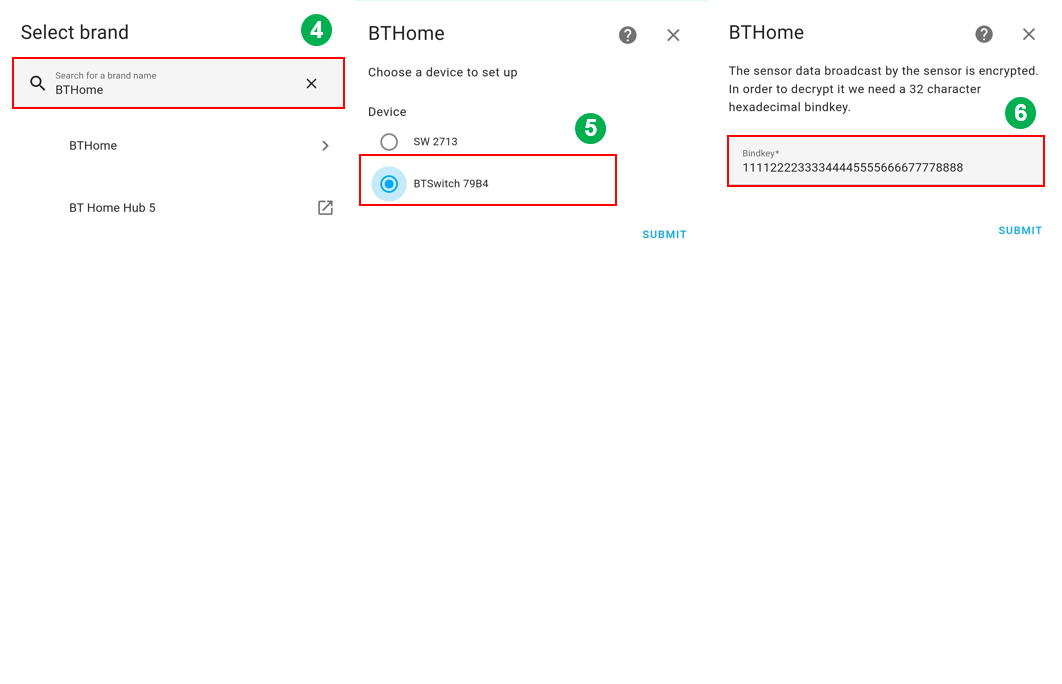 Select brand
4
Search for a brand name
BTHome
BTHome
BT Home Hub 5
BTHome
Choose a device to set up
Device
5
SW 2713
BTSwitch 79B4
SUBMIT
BTHome
The sensor data broadcast by the sensor is encrypted.
In order to decrypt it we need a 32 character
hexadecimal bindkey.
6
Bindkey*
11112222333344445555666677778888
SUBMIT